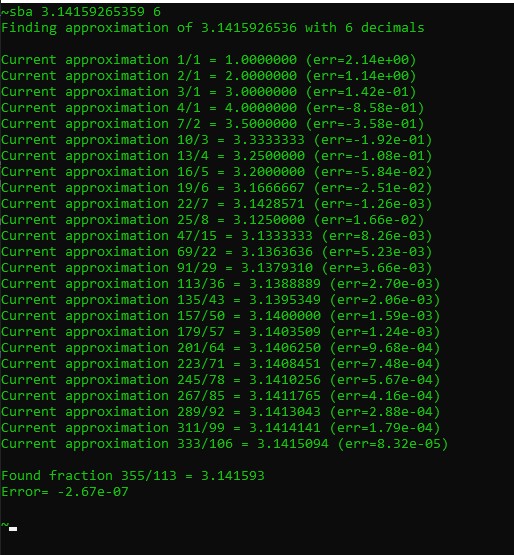 ~sba 3.14159265359 6
Finding approximation of 3.1415926536 with 6 decimals
Current approximation 1/1 = 1.0000000 (err=2.14e+00)
Current approximation 2/1 = 2.0000000 (err=1.14e+00)
Current approximation 3/1 = 3.0000000 (err=1.42e-01)
Current approximation 4/1 = 4.0000000 (err=-8.58e-01)
Current approximation 7/2 = 3.5000000 (err=-3.58e-01)
Current approximation 10/3 = 3.3333333 (err=-1.92e-01)
Current approximation 13/4 = 3.2500000 (err=-1.08e-01)
Current approximation 16/5 = 3.2000000 (err=-5.84e-02)
Current approximation 19/6 = 3.1666667 (err=-2.51e-02)
Current approximation 22/7 = 3.1428571 (err=-1.26e-03)
Current approximation 25/8 = 3.1250000 (err=1.66e-02)
Current approximation 47/15 = 3.1333333 (err=8.26e-03)
Current approximation 69/22 = 3.1363636 (err=5.23e-03)
Current approximation 91/29 = 3.1379310 (err=3.66e-03)
Current approximation 113/36 = 3.1388889 (err=2.70e-03)
Current approximation 135/43 = 3.1395349 (err=2.06e-03)
Current approximation 157/50 = 3.1400000 (err=1.59e-03)
Current approximation 179/57 = 3.1403509 (err=1.24e-03)
Current approximation 201/64 = 3.1406250 (err=9.68e-04)
Current approximation 223/71 = 3.1408451 (err=7.48e-04)
Current approximation 245/78 = 3.1410256 (err=5.67e-04)
Current approximation 267/85 = 3.1411765 (err=4.16e-04)
Current approximation 289/92 = 3.1413043 (err=2.88e-04)
Current approximation 311/99 = 3.1414141 (err=1.79e-04)
Current approximation 333/106 = 3.1415094 (err=8.32e-05)
Found fraction 355/113 = 3.141593
Error= -2.67e-07
~